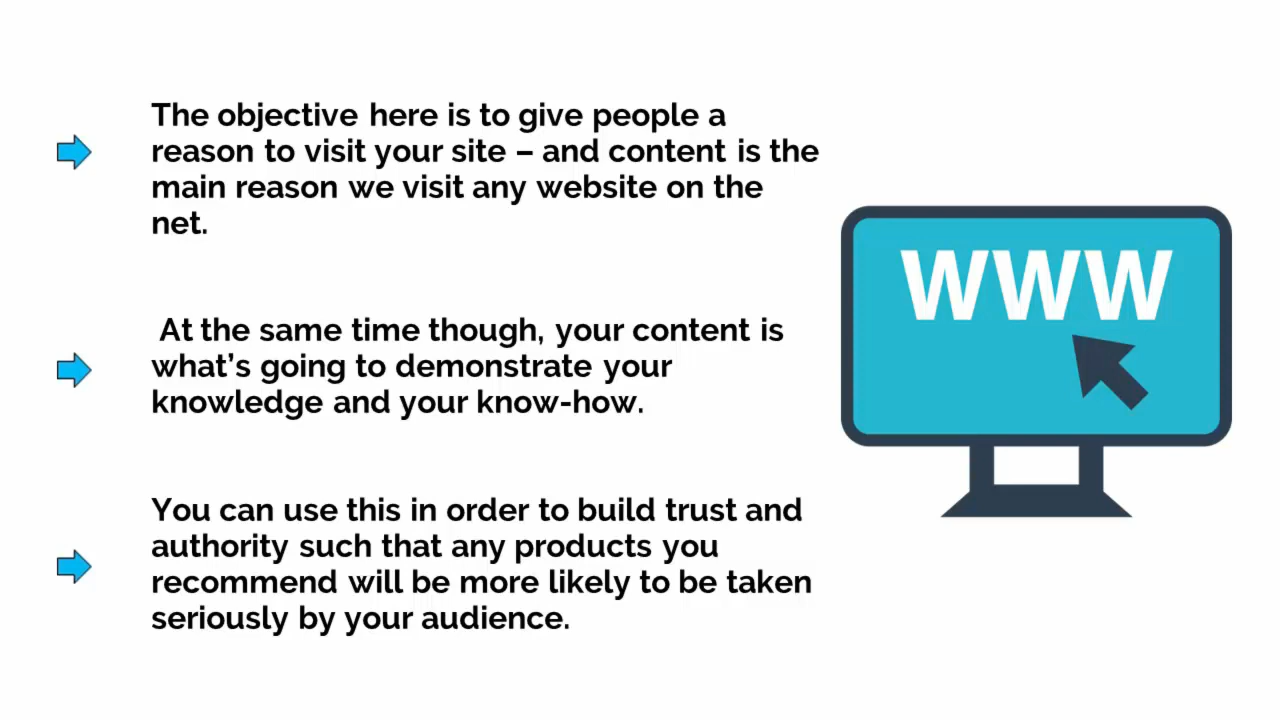 The objective here is to give people a
reason to visit your site – and content is the
main reason we visit any website on the
net.
At the same time though, your content is
what’s going to demonstrate your
knowledge and your know-how.
You can use this in order to build trust and
authority such that any products you
recommend will be more likely to be taken
seriously by your audience.
WWW